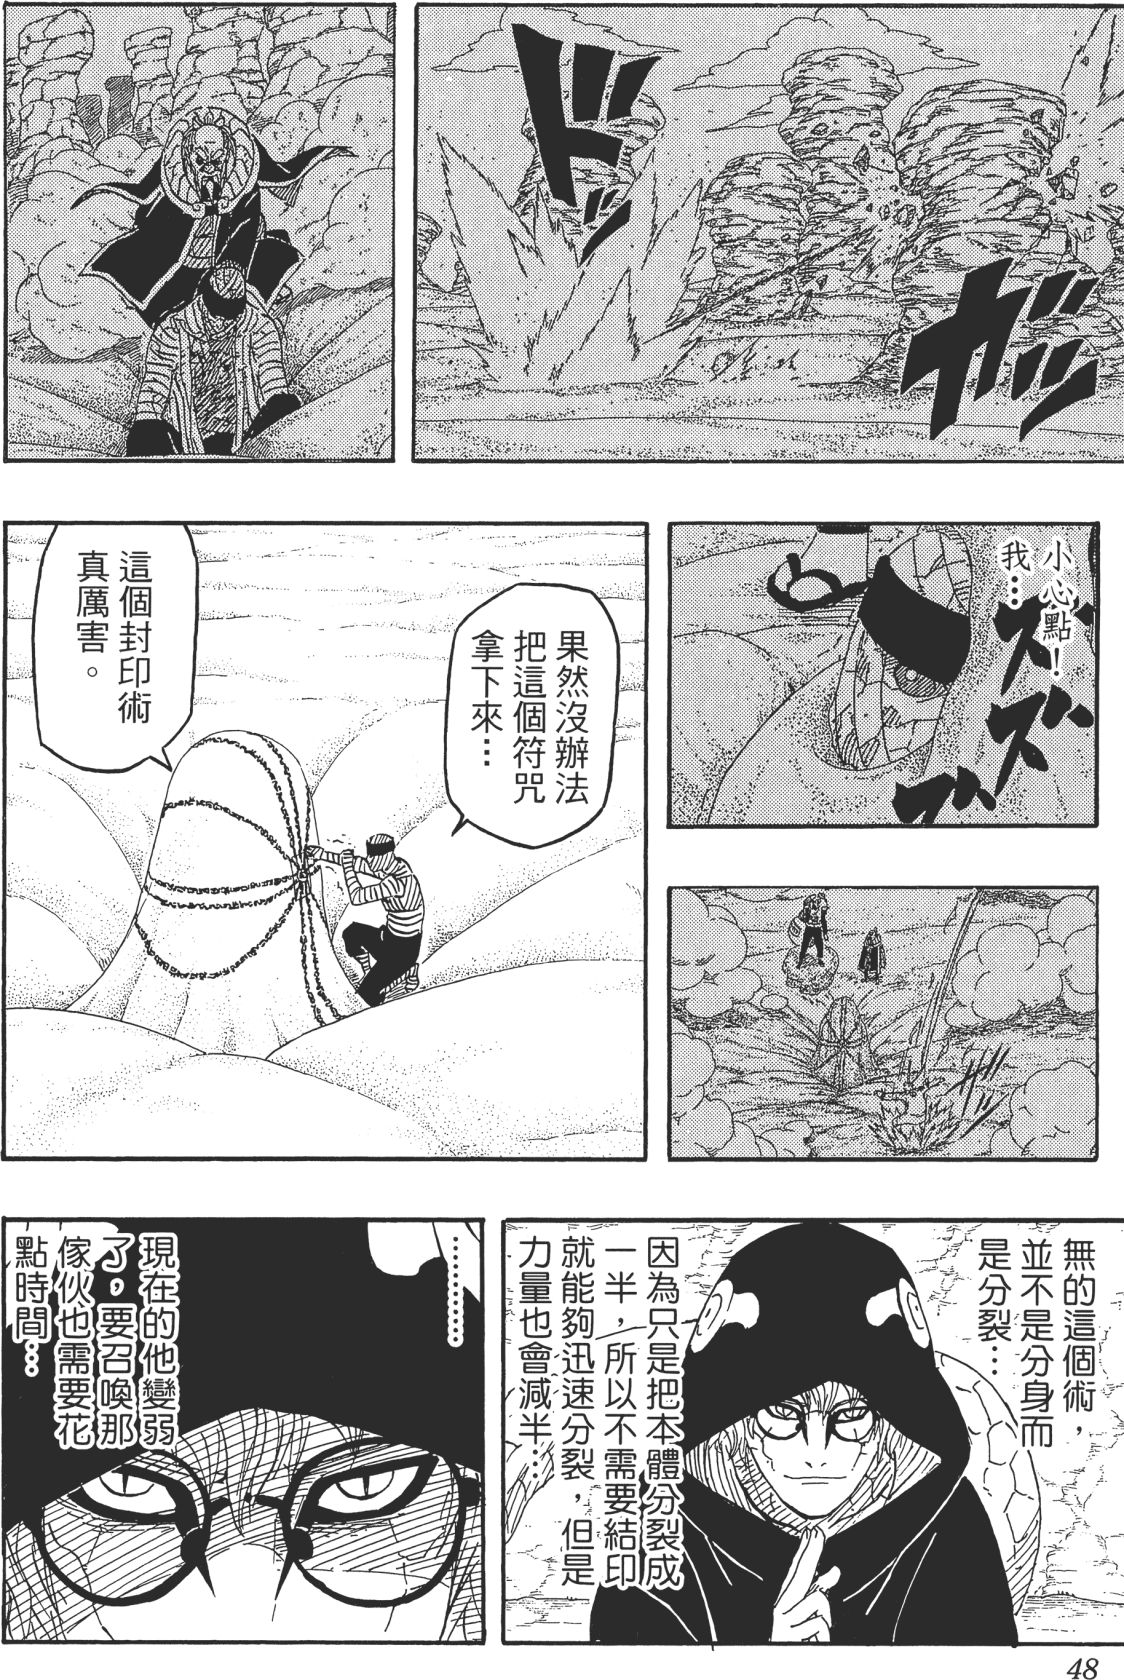 ガッ
ドッ
小心點！
我…
ズズズ
果然沒辦法
把這個符咒
拿下來…
這個封印術
真厲害。
無的這個術，
並不是分身而
是分裂…
因為只是把本體分裂成
一半，所以不需要結印
就能夠迅速分裂，但是
力量也會減半…
…………
現在的他變弱
了，要召喚那
傢伙也需要花
點時間…
48